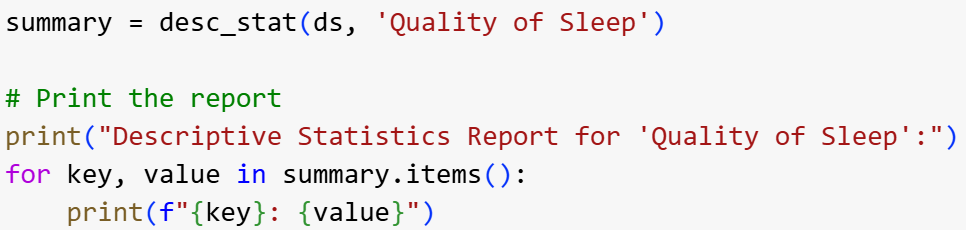 summary = desc_stat(ds, 'Quality of Sleep')

# Print the report
print("Descriptive Statistics Report for 'Quality of Sleep':")
for key, value in summary.items():
    print(f"{key}: {value}")